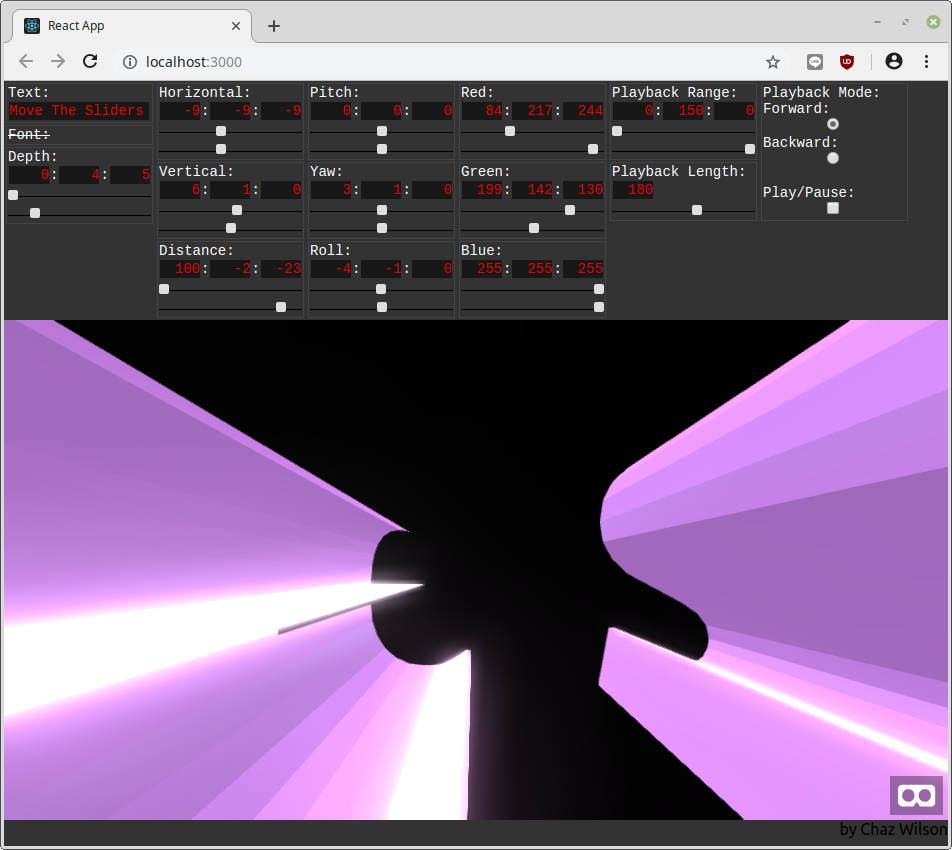 React App
localhost:3000
Text:
Move The Sliders
Font:
Depth:
0: 4: 5
Horizontal:
-9: -9: -9
Vertical:
6: 1: 0
Distance:
100: -2: -23
Pitch:
0: 0: 0
Yaw:
3: 1: 0
Roll:
-4: -1: 0
Red:
84: 217: 244
Green:
199: 142: 130
Blue:
255: 255: 255
Playback Range:
0: 150: 0
Playback Length:
180
Playback Mode:
Forward:
Backward:
Play/Pause:
by Chaz Wilson